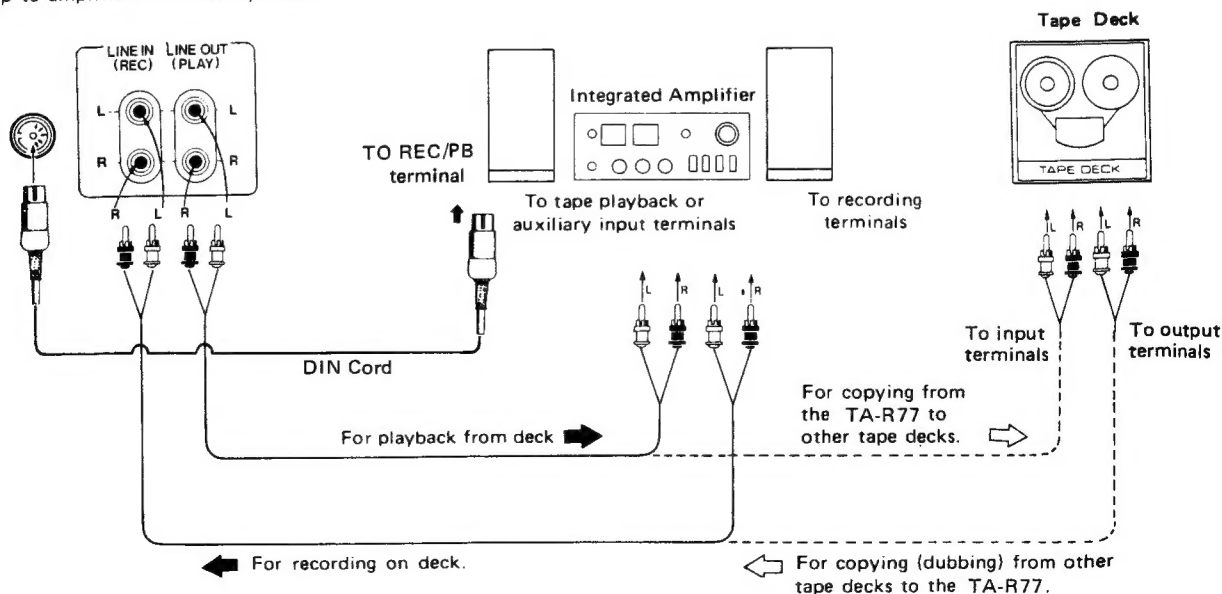 Tape Deck
LINE IN LINE OUT
(REC) (PLAY)
L L
R R
R L R L
TO REC/PB
terminal
Integrated Amplifier
To tape playback or
auxiliary input terminals
To recording
terminals
TAPE DECK
L R L R
L R L R
To input
terminals
To output
terminals
DIN Cord
For playback from deck
For copying from
the TA-R77 to
other tape decks.
For recording on deck.
For copying (dubbing) from other
tape decks to the TA-R77.